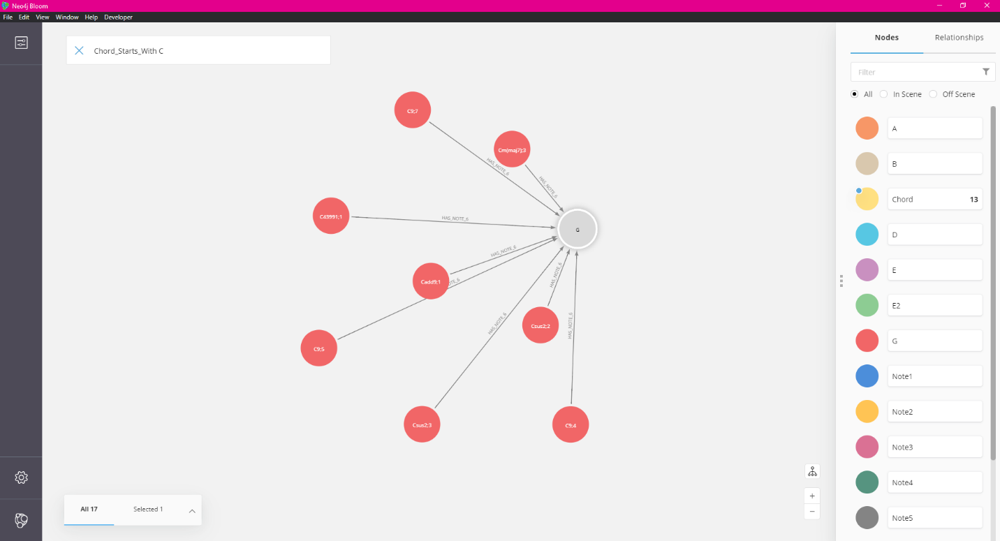 Neo4j Bloom
File Edit View Window Help Developer
Chord_Starts_With C
C9;7
Cm(maj7);3
HAS_NOTE_6
HAS_NOTE_6
C43991;1
HAS_NOTE_6
G
HAS_NOTE_6
Cadd9;1
HAS_NOTE_6
HAS_NOTE_6
HAS_NOTE_6
Csus2;2
C9;5
Csus2;3
C9;4
All 17
Selected 1
Nodes
Relationships
Filter
All
In Scene
Off Scene
A
B
Chord 13
D
E
E2
G
Note1
Note2
Note3
Note4
Note5